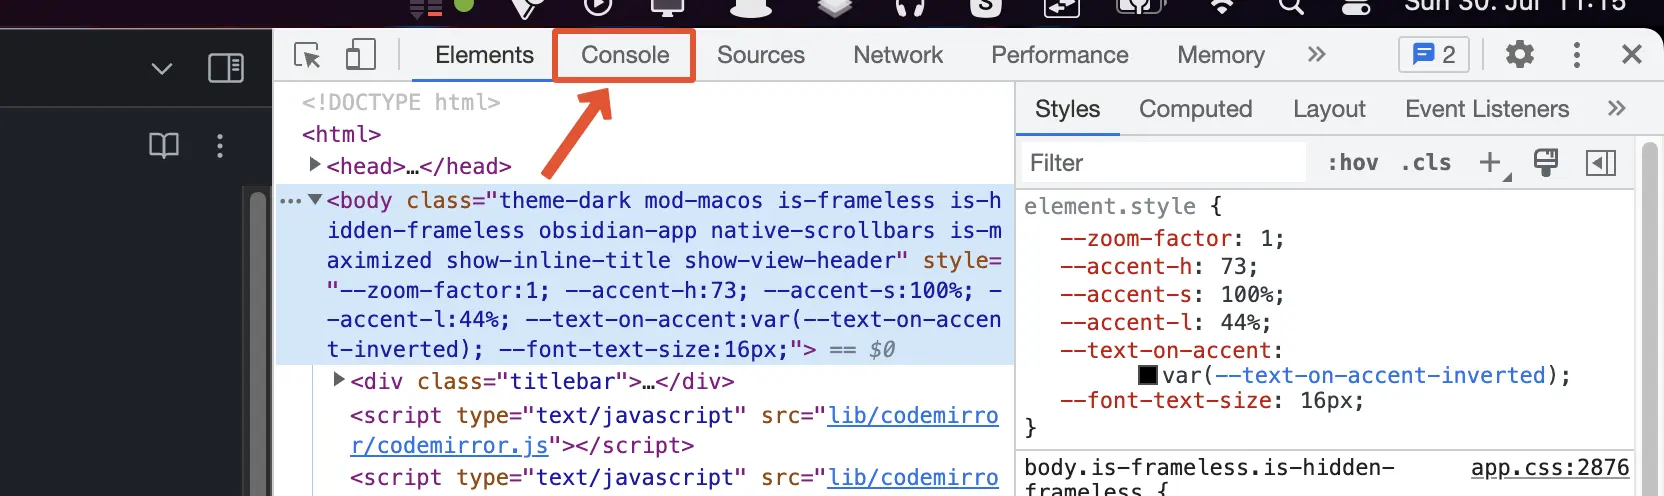 Sun 30. Jul 11:15
Elements Console Sources Network Performance Memory » 2
<!DOCTYPE html>
<html>
<head>…</head>
<body class="theme-dark mod-macos is-frameless is-h
idden-frameless obsidian-app native-scrollbars is-m
aximized show-inline-title show-view-header" style=
"--zoom-factor:1; --accent-h:73; --accent-s:100%; -
-accent-l:44%; --text-on-accent:var(--text-on-accen
t-inverted); --font-text-size:16px;"> == $0
<div class="titlebar">…</div>
<script type="text/javascript" src="lib/codemirro
r/codemirror.js"></script>
<script type="text/javascript" src="lib/codemirro
Styles Computed Layout Event Listeners »
Filter :hov .cls
element.style {
--zoom-factor: 1;
--accent-h: 73;
--accent-s: 100%;
--accent-l: 44%;
--text-on-accent:
var(--text-on-accent-inverted);
--font-text-size: 16px;
}
body.is-frameless.is-hidden- app.css:2876
frameless {